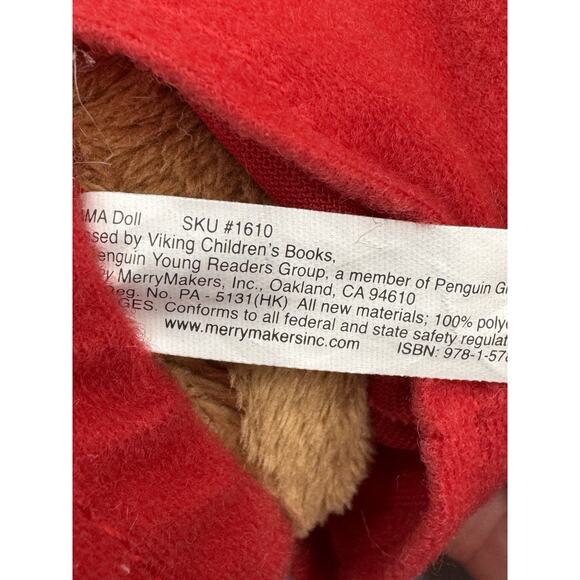 MA Doll SKU #1610
sed by Viking Children's Books,
enguin Young Readers Group, a member of Penguin G
y MerryMakers, Inc., Oakland, CA 94610
Reg. No. PA - 5131(HK) All new materials; 100% polye
GES. Conforms to all federal and state safety regulat
www.merrymakersinc.com ISBN: 978-1-57